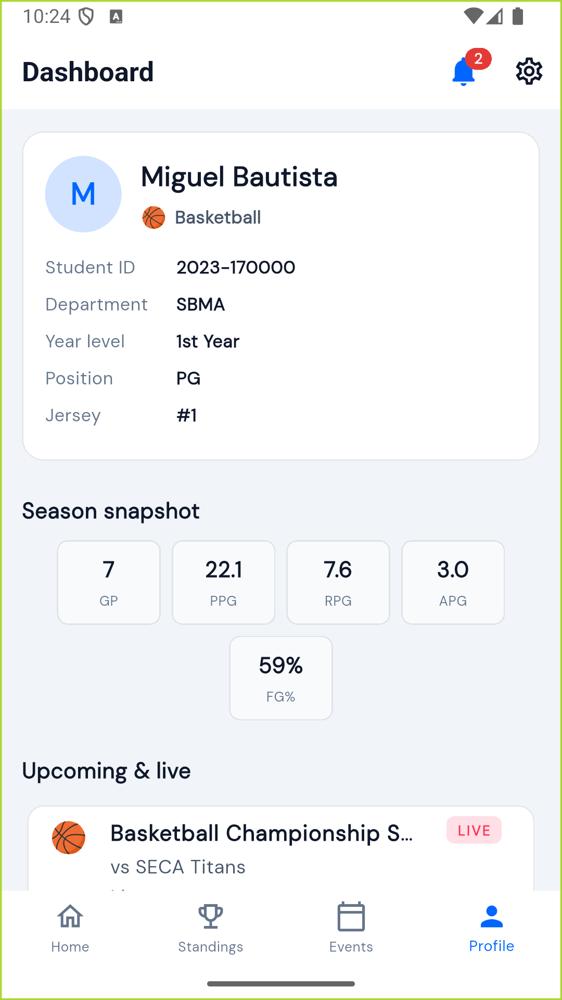 10:24
A
Dashboard
2
M
Miguel Bautista
Basketball
Student ID 2023-170000
Department SBMA
Year level 1st Year
Position PG
Jersey #1
Season snapshot
7 22.1 7.6 3.0
GP PPG RPG APG
59%
FG%
Upcoming & live
Basketball Championship S... LIVE
vs SECA Titans
Home Standings Events Profile